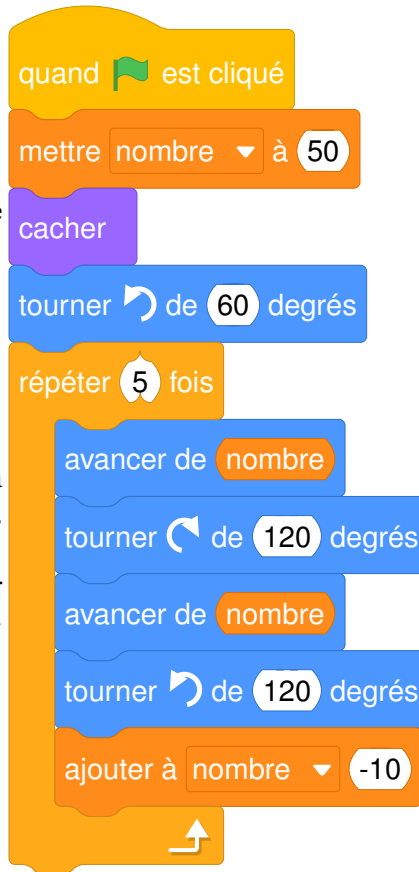 quand est cliqué
mettre nombre à 50
cacher
tourner de 60 degrés
répéter 5 fois
avancer de nombre
tourner de 120 degrés
avancer de nombre
tourner de 120 degrés
ajouter à nombre -10